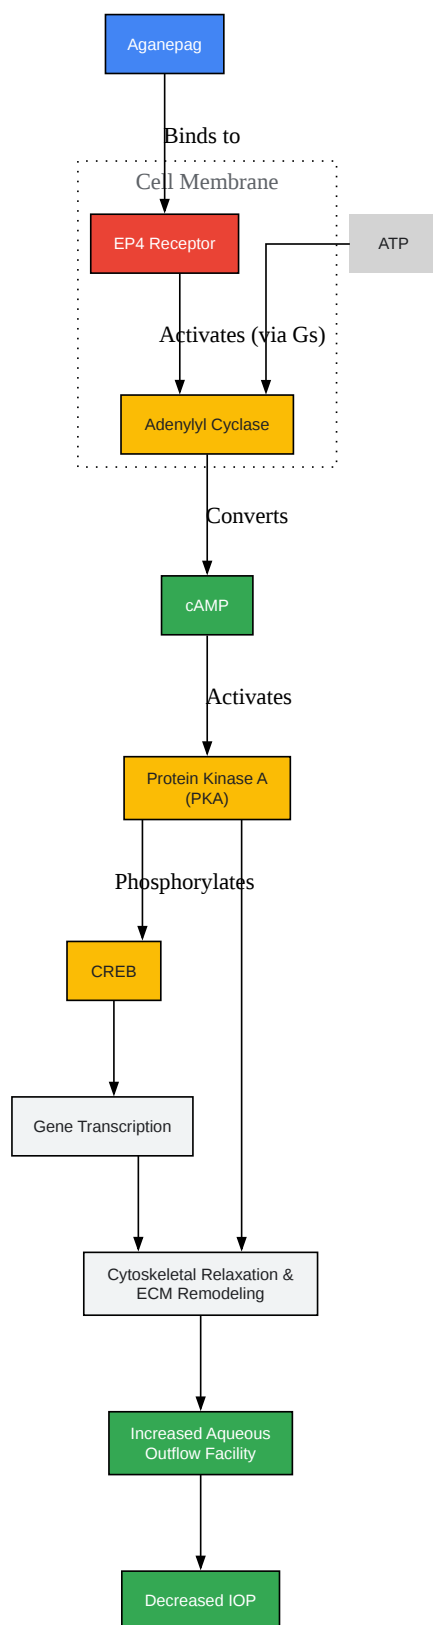 Aganepag
Binds to
Cell Membrane
EP4 Receptor
ATP
Activates (via Gs)
Adenylyl Cyclase
Converts
cAMP
Activates
Protein Kinase A
(PKA)
Phosphorylates
CREB
Gene Transcription
Cytoskeletal Relaxation &
ECM Remodeling
Increased Aqueous
Outflow Facility
Decreased IOP